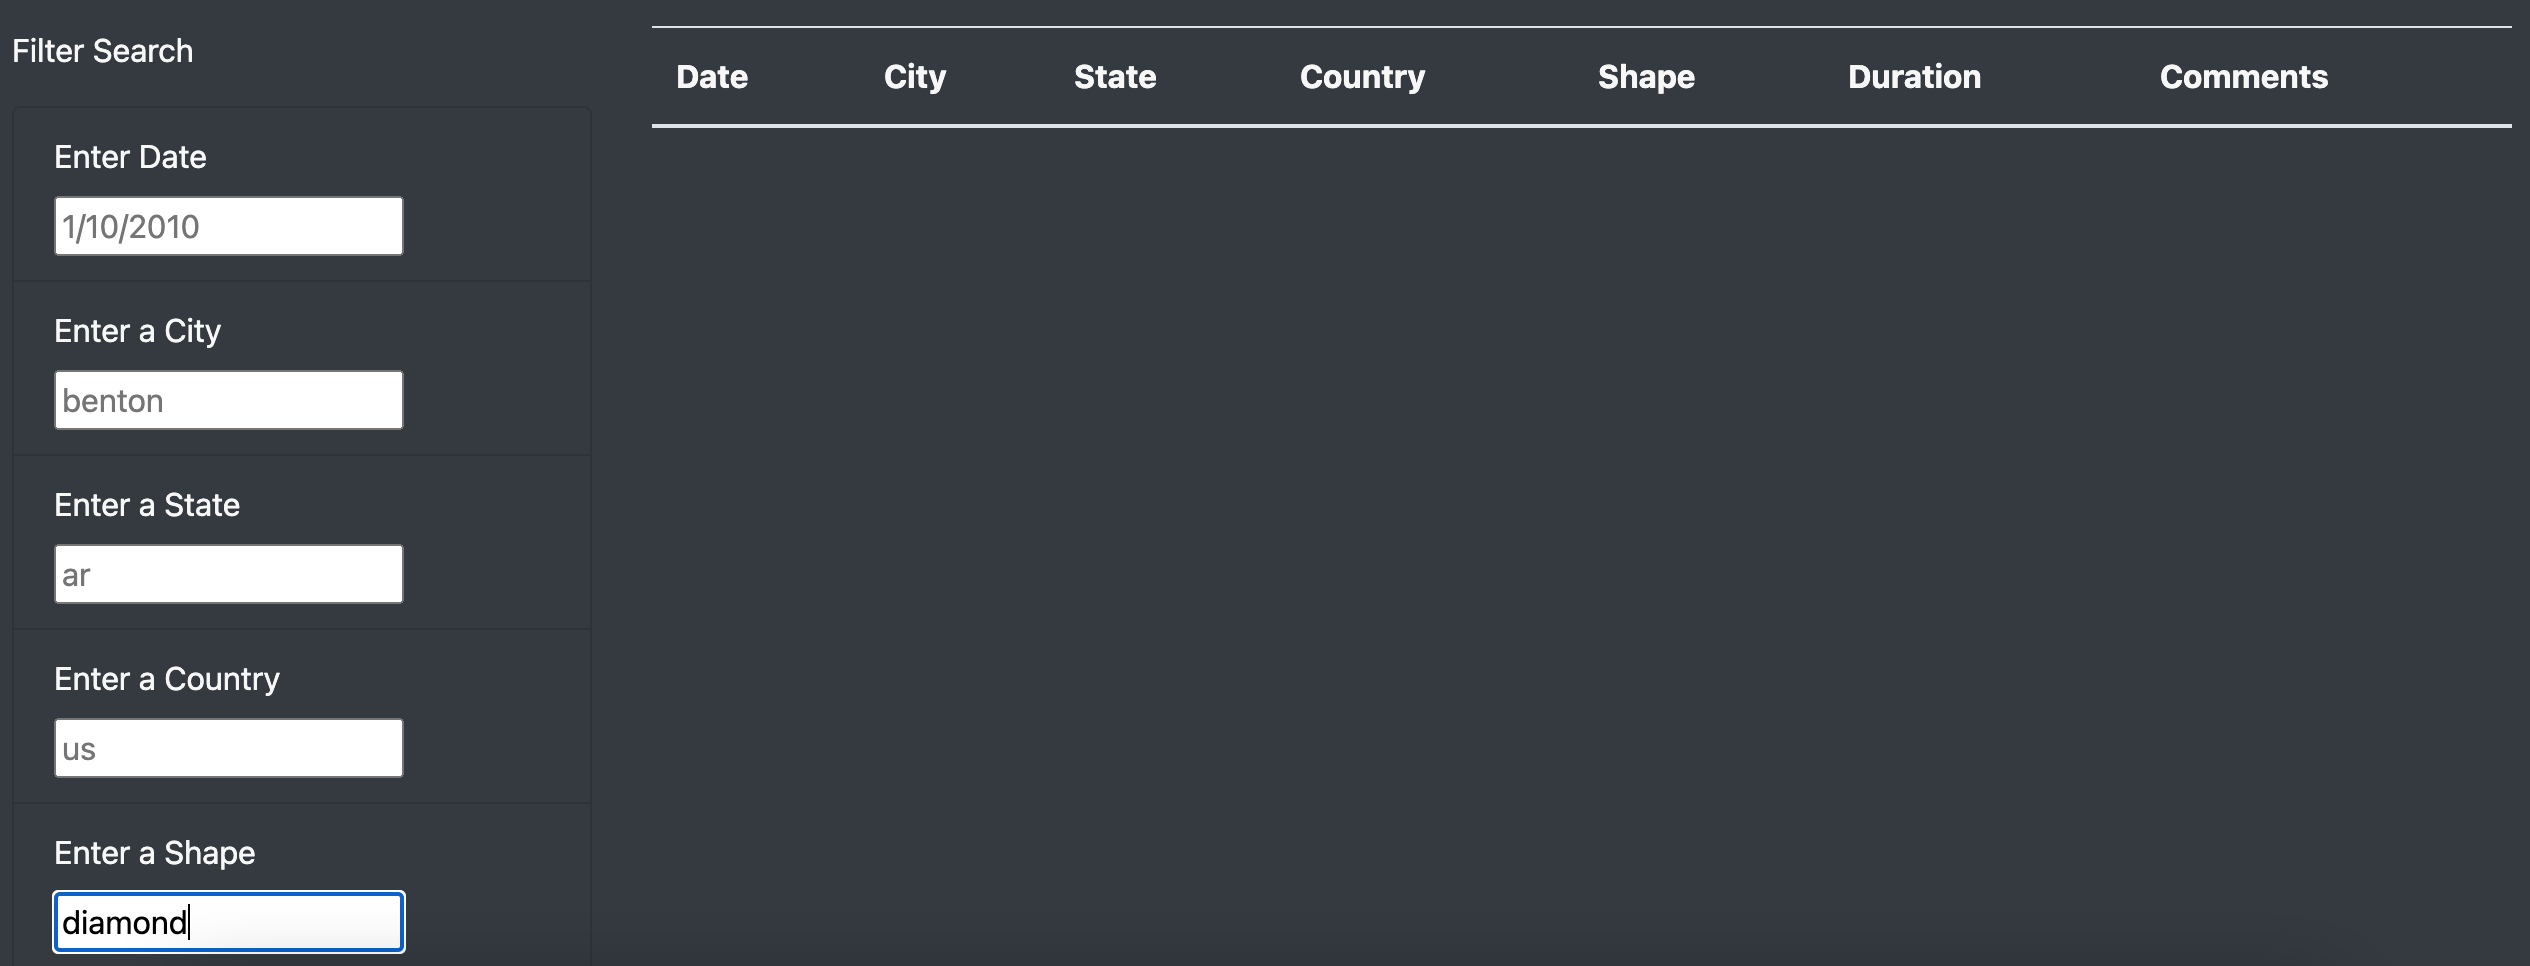 Filter Search
Enter Date
1/10/2010
Enter a City
benton
Enter a State
ar
Enter a Country
us
Enter a Shape
diamond
Date City State Country Shape Duration Comments